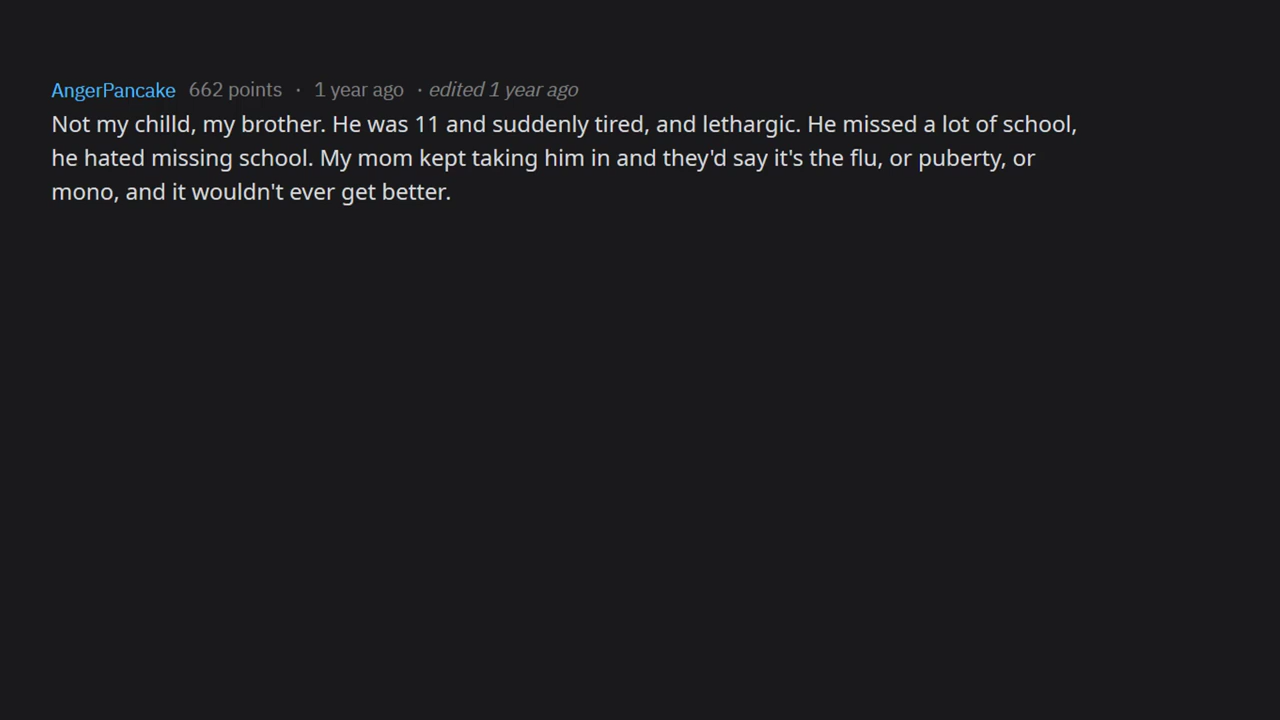 AngerPancake 662 points · 1 year ago · edited 1 year ago
Not my chilld, my brother. He was 11 and suddenly tired, and lethargic. He missed a lot of school,
he hated missing school. My mom kept taking him in and they'd say it's the flu, or puberty, or
mono, and it wouldn't ever get better.